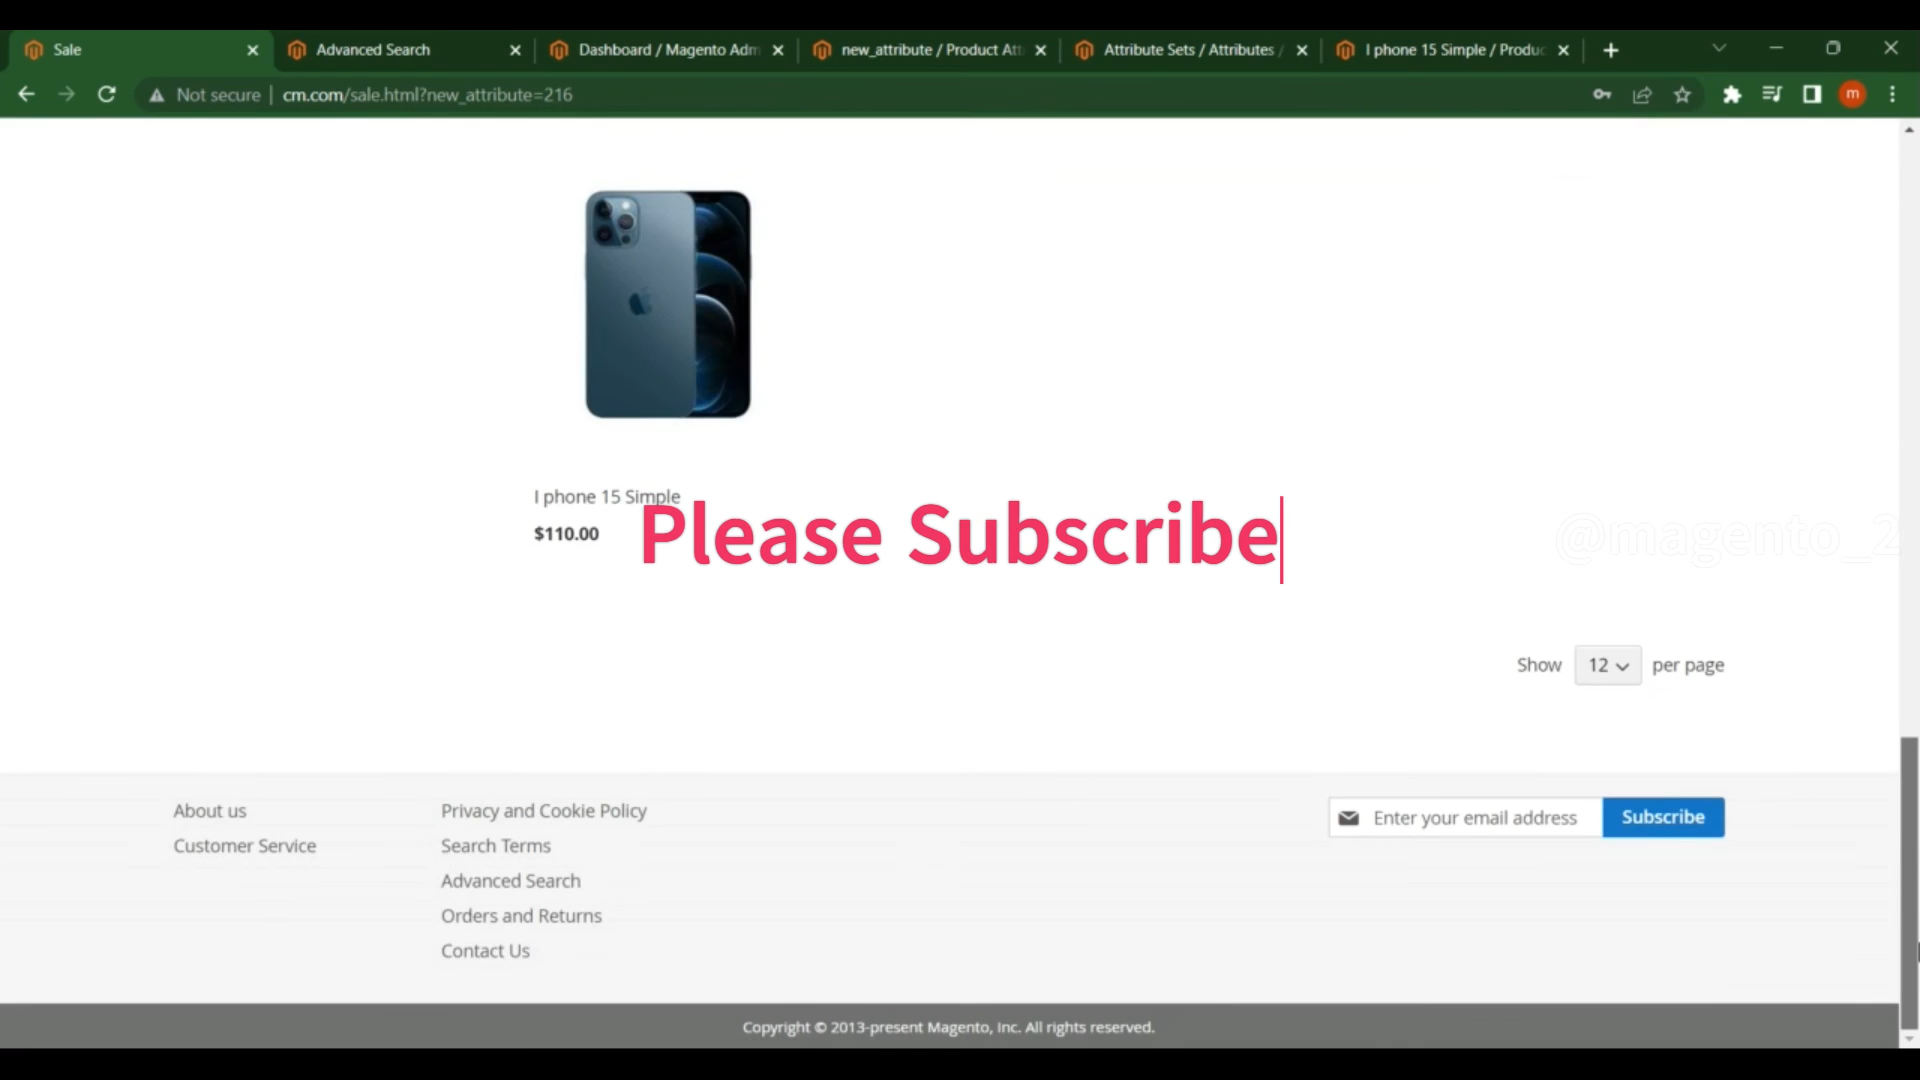 Sale
Advanced Search
Dashboard / Magento Adm
new_attribute / Product Att
Attribute Sets / Attributes /
I phone 15 Simple / Produc
Not secure
cm.com/sale.html?new_attribute=216
m
I phone 15 Simple
$110.00
Please Subscribe
@magento_2
Show 12 per page
About us
Customer Service
Privacy and Cookie Policy
Search Terms
Advanced Search
Orders and Returns
Contact Us
Enter your email address
Subscribe
Copyright © 2013-present Magento, Inc. All rights reserved.